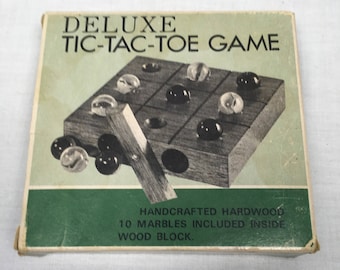 DELUXE
TIC-TAC-TOE GAME
HANDCRAFTED HARDWOOD
10 MARBLES INCLUDED INSIDE
WOOD BLOCK.